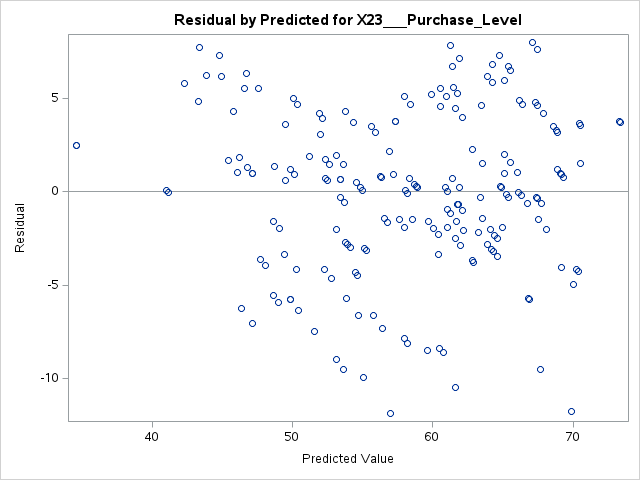 Residual by Predicted for X23___Purchase_Level
5
0
-5
-10
Residual
40 50 60 70
Predicted Value